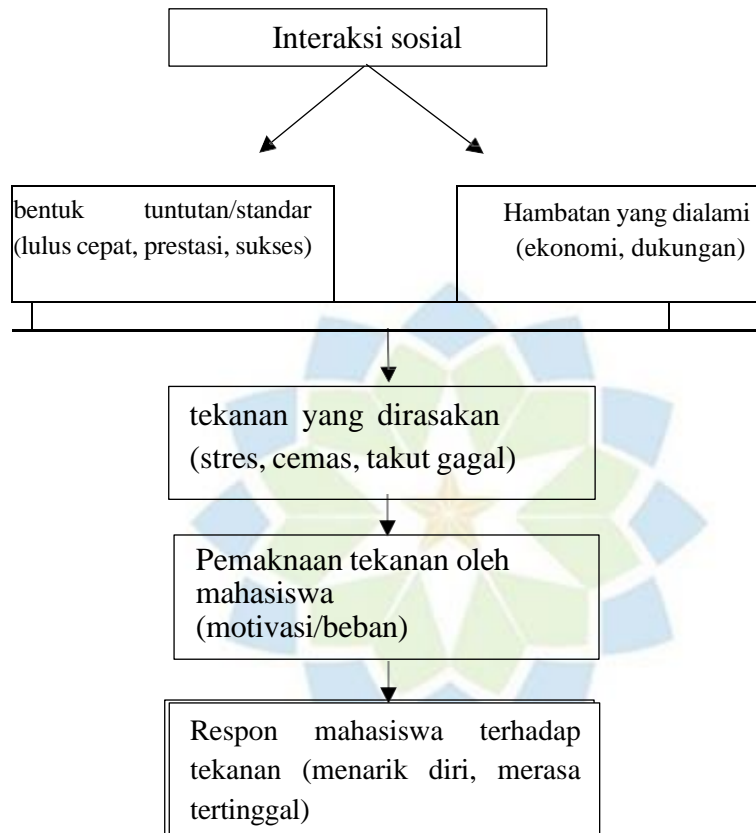 Interaksi sosial
bentuk tuntutan/standar
(lulus cepat, prestasi, sukses)
Hambatan yang dialami
(ekonomi, dukungan)
tekanan yang dirasakan
(stres, cemas, takut gagal)
Pemaknaan tekanan oleh
mahasiswa
(motivasi/beban)
Respon mahasiswa terhadap
tekanan (menarik diri, merasa
tertinggal)